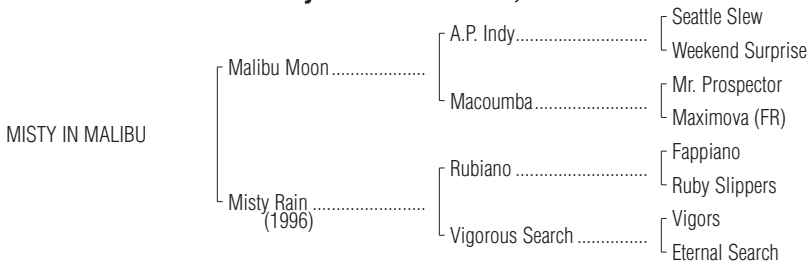 Seattle Slew
A.P. Indy
Weekend Surprise
Malibu Moon
Mr. Prospector
Macoumba
Maximova (FR)
MISTY IN MALIBU
Fappiano
Rubiano
Ruby Slippers
Misty Rain
(1996)
Vigors
Vigorous Search
Eternal Search